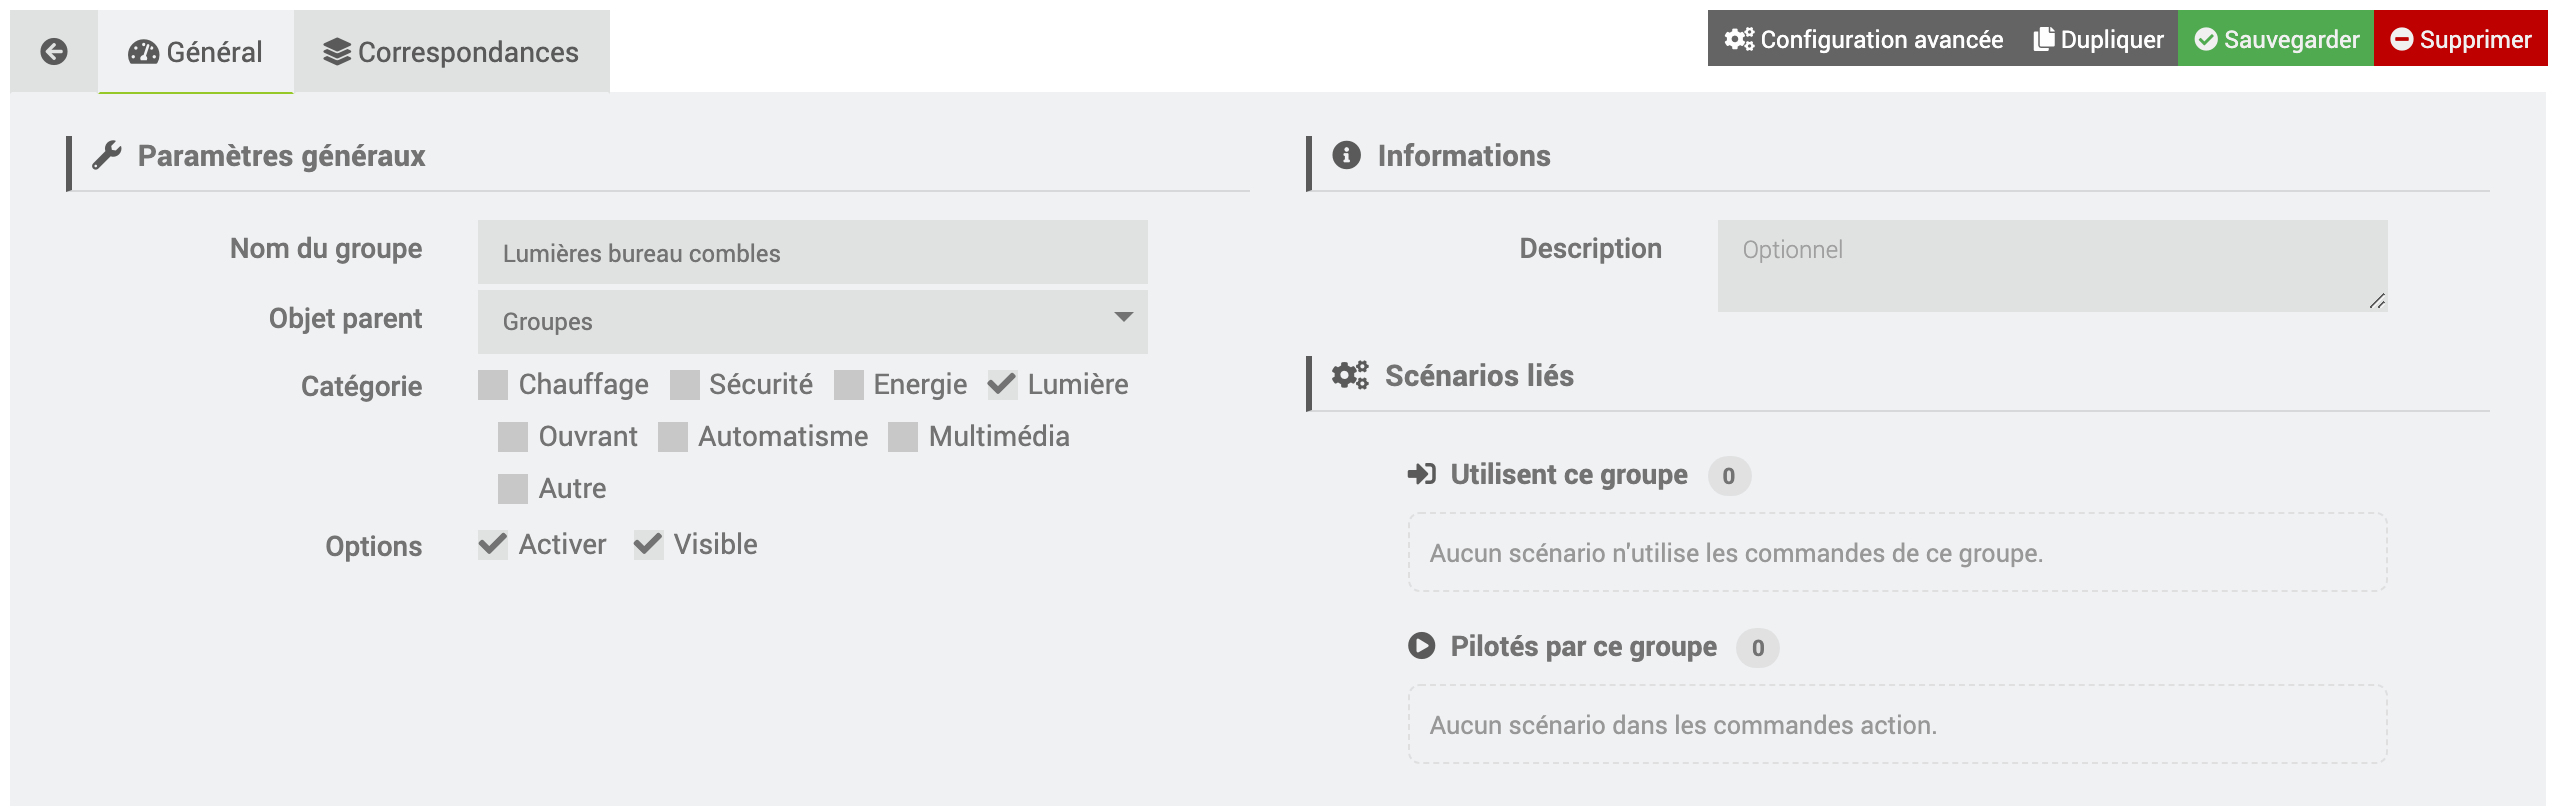 Général
Correspondances
Configuration avancée
Dupliquer
Sauvegarder
Supprimer
Paramètres généraux
Nom du groupe
Lumières bureau combles
Objet parent
Groupes
Catégorie
Chauffage Sécurité Energie Lumière
Ouvrant Automatisme Multimédia
Autre
Options
Activer Visible
Informations
Description
Optionnel
Scénarios liés
Utilisent ce groupe 0
Aucun scénario n'utilise les commandes de ce groupe.
Pilotés par ce groupe 0
Aucun scénario dans les commandes action.